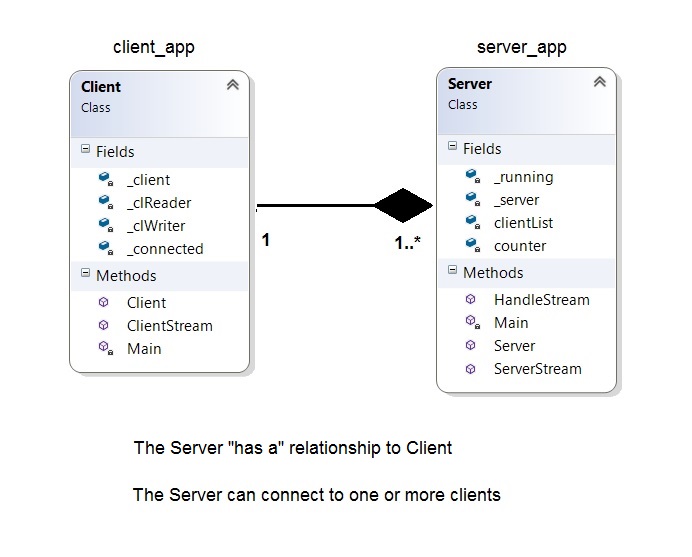 client_app
server_app
Client
Class
Fields
_client
_clReader
_clWriter
_connected
Methods
Client
ClientStream
Main
1
1..*
Server
Class
Fields
_running
_server
clientList
counter
Methods
HandleStream
Main
Server
ServerStream
The Server "has a" relationship to Client
The Server can connect to one or more clients